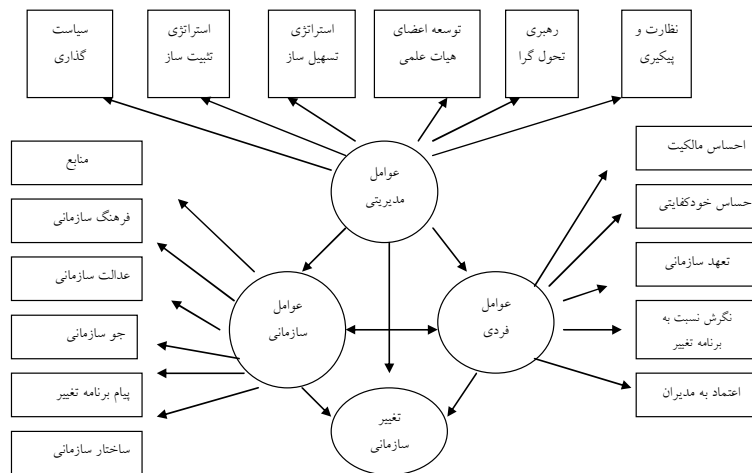 نظارت و
پیکیری
رهبری
تحول گرا
توسعه اعضای
هیات علمی
استراتژی
تسهیل ساز
استراتژی
تثبیت ساز
سیاست
گذاری
عوامل
مدیریتی
احساس مالکیت
حساس خودکفایتی
تعهد سازمانی
نگرش نسبت به
برنامه تغییر
اعتماد به مدیران
منابع
فرهنگ سازمانی
عدالت سازمانی
جو سازمانی
پیام برنامه تغییر
ساختار سازمانی
عوامل
فردی
عوامل
سازمانی
تغییر
سازمانی